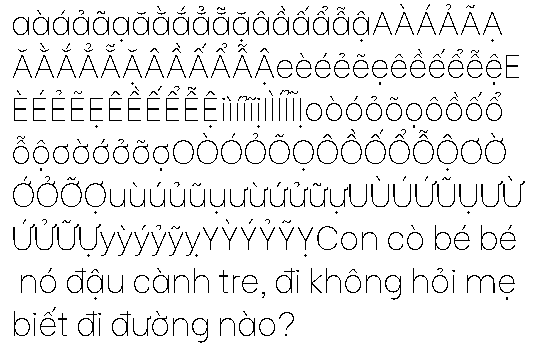 aàáảãạăằắẳẵặâầấẩẫậAÀÁẢÃẠ
ĂẰẮẲẴẶÂẦẤẨẪẬeèéẻẽẹêềếểễệE
ÈÉẺẼẸÊỀẾỂỄỆiìíỉĩịIÌÍỈĨỊoòóỏõọôồốổ
ỗộơờớởỡợOÒÓỎÕỌÔỒỐỔỖỘƠỜ
ỚỞỠỢuùúủũụưừứửữựUÙÚỨŨỤƯỪ
ỨỬỮỰyỳýỷỹỵYỲÝỶỸỴCon cò bé bé
nó đậu cành tre, đi không hỏi mẹ
biết đi đường nào?